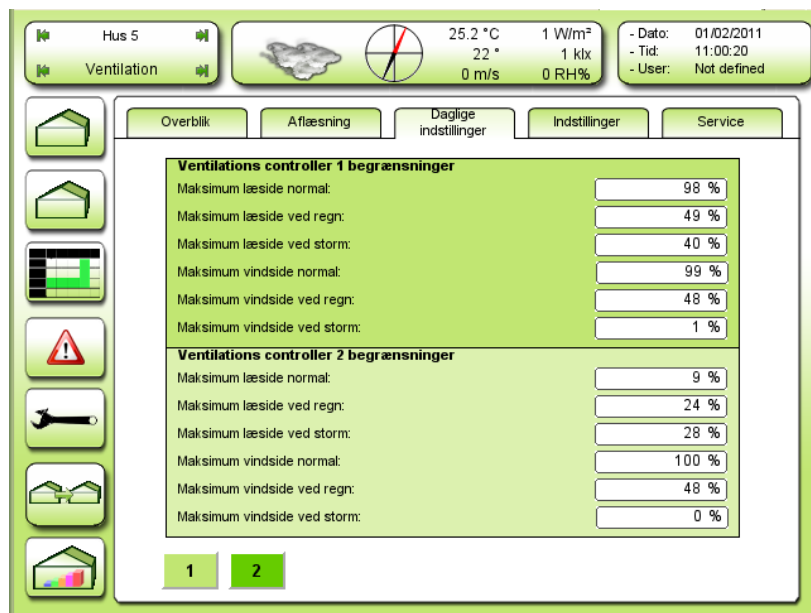 Hus 5
Ventilation
25.2 °C 1 W/m²
22 ° 1 klx
0 m/s 0 RH%
- Dato: 01/02/2011
- Tid: 11:00:20
- User: Not defined
Overblik
Aflæsning
Daglige
indstillinger
Indstillinger
Service
Ventilations controller 1 begrænsninger
Maksimum læside normal: 98 %
Maksimum læside ved regn: 49 %
Maksimum læside ved storm: 40 %
Maksimum vindside normal: 99 %
Maksimum vindside ved regn: 48 %
Maksimum vindside ved storm: 1 %
Ventilations controller 2 begrænsninger
Maksimum læside normal: 9 %
Maksimum læside ved regn: 24 %
Maksimum læside ved storm: 28 %
Maksimum vindside normal: 100 %
Maksimum vindside ved regn: 48 %
Maksimum vindside ved storm: 0 %
1 2